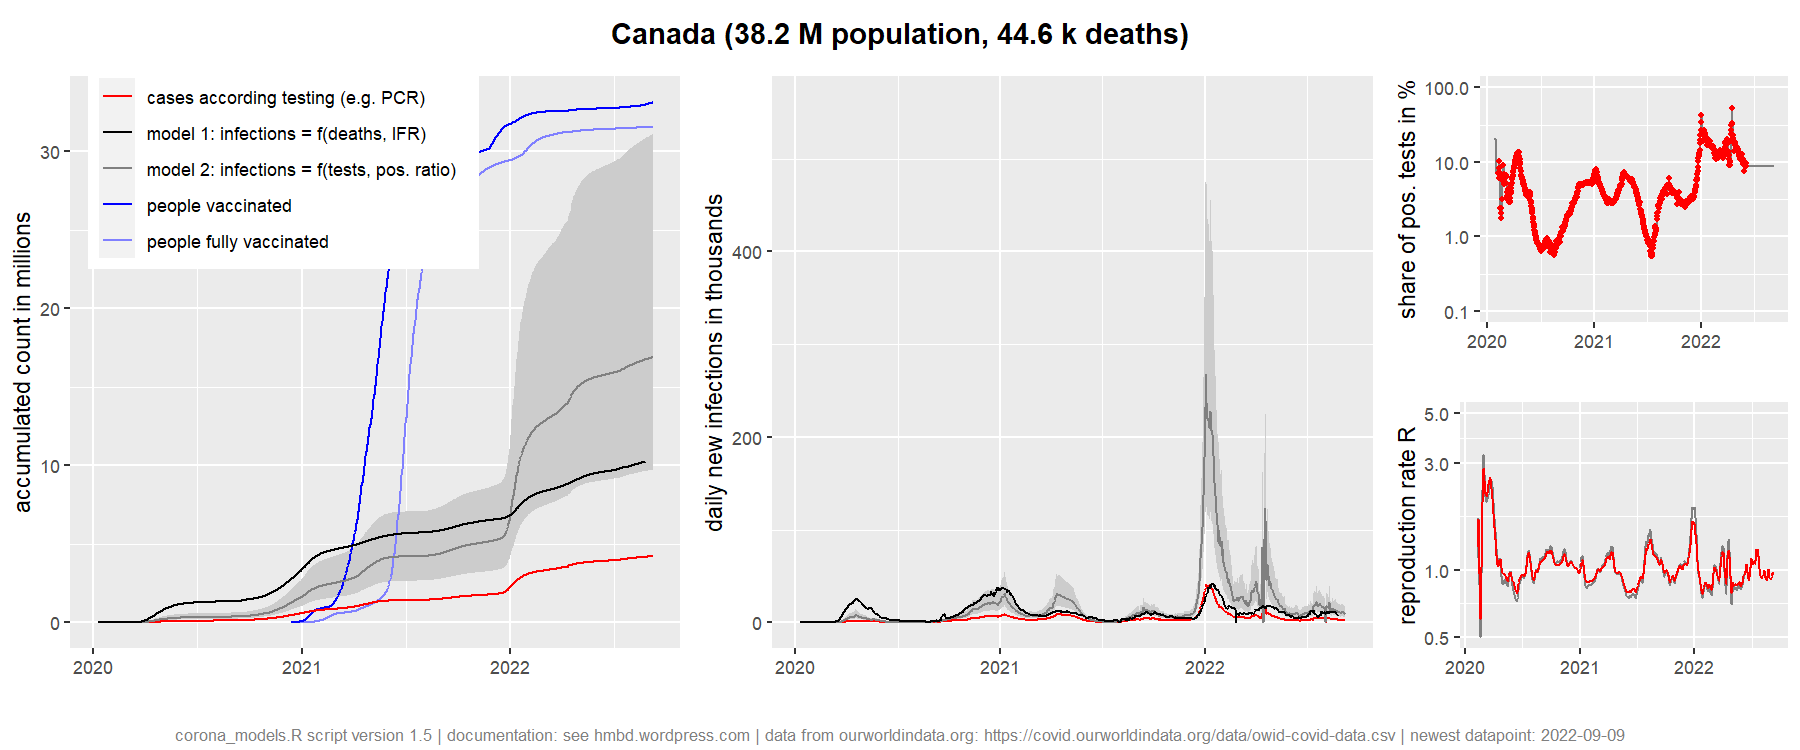 Canada (38.2 M population, 44.6 k deaths)
accumulated count in millions
30
20
10
0
2020 2021 2022
cases according testing (e.g. PCR)
model 1: infections = f(deaths, IFR)
model 2: infections = f(tests, pos. ratio)
people vaccinated
people fully vaccinated
daily new infections in thousands
400
200
0
2020 2021 2022
share of pos. tests in %
100.0
10.0
1.0
0.1
2020 2021 2022
reproduction rate R
5.0
3.0
1.0
0.5
2020 2021 2022
corona_models.R script version 1.5 | documentation: see hmbd.wordpress.com | data from ourworldindata.org: https://covid.ourworldindata.org/data/owid-covid-data.csv | newest datapoint: 2022-09-09